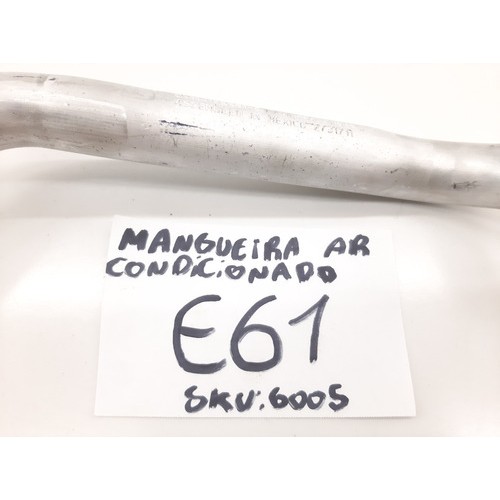 MANGUEIRA AR
CONDICIONADO
E61
SKU:6005